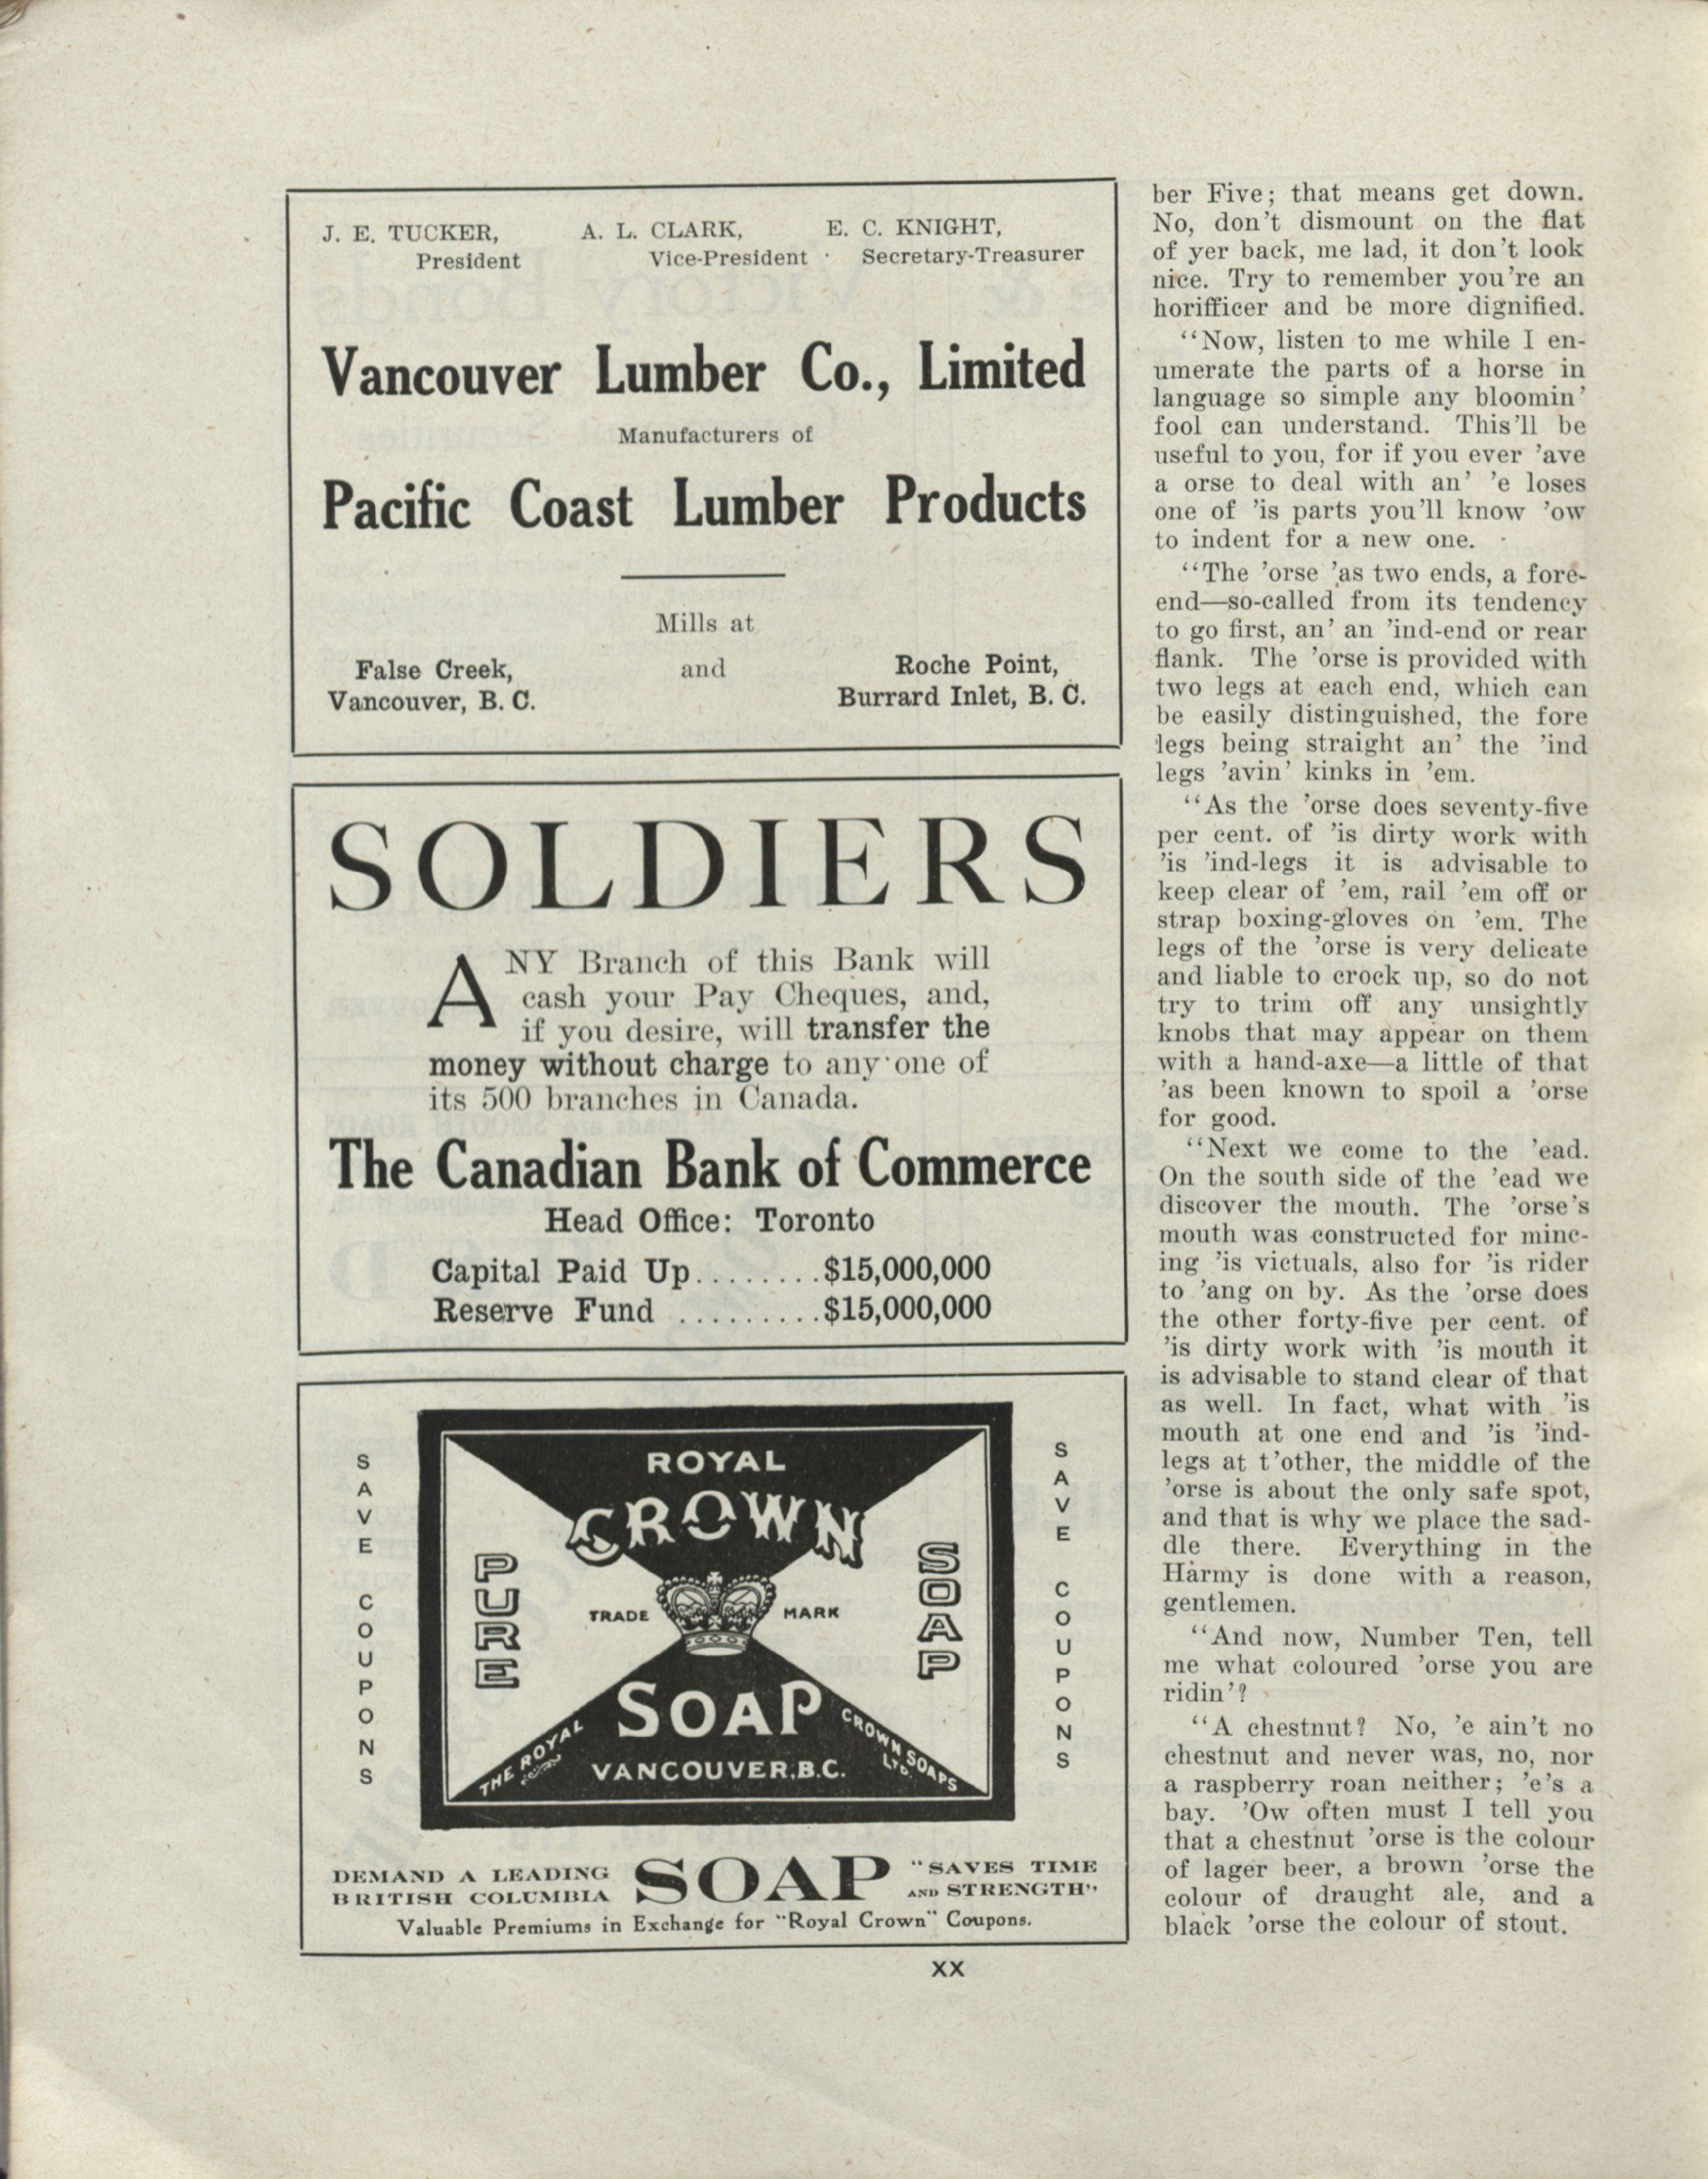 J. E. TUCKER,
President
A. L. CLARK,
Vice-President
E. C. KNIGHT,
Secretary-Treasurer
Vancouver Lumber Co., Limited
Manufacturers of
Pacific Coast Lumber Products
Mills at
False Creek,
Vancouver, B. C.
and
Roche Point,
Burrard Inlet, B. C.
SOLDIERS
ANY Branch of this Bank will
cash your Pay Cheques, and,
if you desire, will transfer the
money without charge to any one of
its 500 branches in Canada.
The Canadian Bank of Commerce
Head Office: Toronto
Capital Paid Up........$15,000,000
Reserve Fund .........$15,000,000
SAVE COUPONS
ROYAL
CROWN
PURE
SOAP
TRADE MARK
SOAP
VANCOUVER, B.C.
THE ROYAL
CROWN SOAPS
LTD.
SAVE COUPONS
DEMAND A LEADING
BRITISH COLUMBIA
SOAP
"SAVES TIME
AND STRENGTH"
Valuable Premiums in Exchange for "Royal Crown" Coupons.
ber Five; that means get down.
No, don't dismount on the flat
of yer back, me lad, it don't look
nice. Try to remember you're an
horifficer and be more dignified.
"Now, listen to me while I en-
umerate the parts of a horse in
language so simple any bloomin'
fool can understand. This'll be
useful to you, for if you ever 'ave
a orse to deal with an' 'e loses
one of 'is parts you'll know 'ow
to indent for a new one.
"The 'orse 'as two ends, a fore-
end—so-called from its tendency
to go first, an' an 'ind-end or rear
flank. The 'orse is provided with
two legs at each end, which can
be easily distinguished, the fore
legs being straight an' the 'ind
legs 'avin' kinks in 'em.
"As the 'orse does seventy-five
per cent. of 'is dirty work with
'is 'ind-legs it is advisable to
keep clear of 'em, rail 'em off or
strap boxing-gloves on 'em. The
legs of the 'orse is very delicate
and liable to crock up, so do not
try to trim off any unsightly
knobs that may appear on them
with a hand-axe—a little of that
'as been known to spoil a 'orse
for good.
"Next we come to the 'ead.
On the south side of the 'ead we
discover the mouth. The 'orse's
mouth was constructed for minc-
ing 'is victuals, also for 'is rider
to 'ang on by. As the 'orse does
the other forty-five per cent. of
'is dirty work with 'is mouth it
is advisable to stand clear of that
as well. In fact, what with 'is
mouth at one end and 'is 'ind-
legs at t'other, the middle of the
'orse is about the only safe spot,
and that is why we place the sad-
dle there. Everything in the
Harmy is done with a reason,
gentlemen.
"And now, Number Ten, tell
me what coloured 'orse you are
ridin'?
"A chestnut? No, 'e ain't no
chestnut and never was, no, nor
a raspberry roan neither; 'e's a
bay. 'Ow often must I tell you
that a chestnut 'orse is the colour
of lager beer, a brown 'orse the
colour of draught ale, and a
black 'orse the colour of stout.
XX